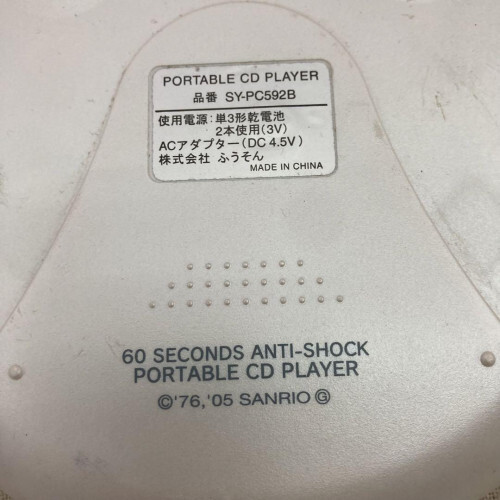 PORTABLE CD PLAYER
品番 SY-PC592B
使用電源:単3形乾電池
2本使用(3V)
ACアダプター(DC 4.5V)
株式会社 ふうそん
MADE IN CHINA
60 SECONDS ANTI-SHOCK
PORTABLE CD PLAYER
©'76,'05 SANRIO Ⓖ